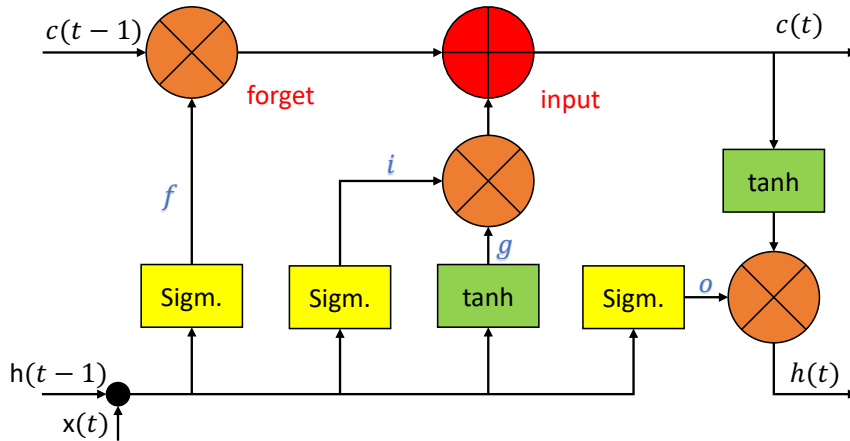 c(t − 1)
c(t)
forget
input
f
i
tanh
g
Sigm.
Sigm.
tanh
Sigm.
o
h(t − 1)
h(t)
x(t)